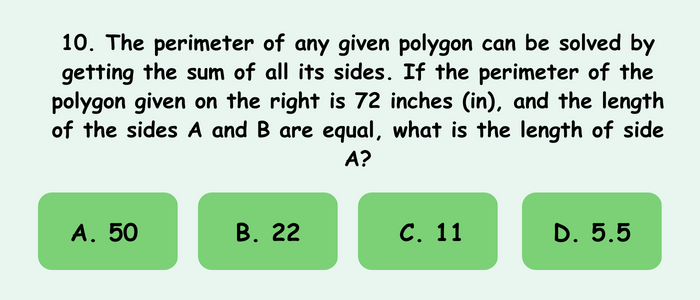 10. The perimeter of any given polygon can be solved by
getting the sum of all its sides. If the perimeter of the
polygon given on the right is 72 inches (in), and the length
of the sides A and B are equal, what is the length of side
A?
A. 50
B. 22
C. 11
D. 5.5